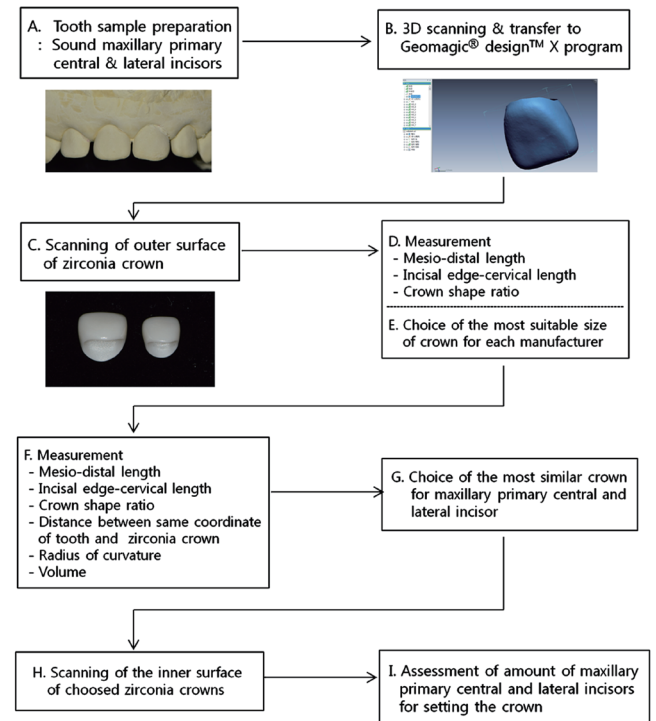 A. Tooth sample preparation
: Sound maxillary primary
central & lateral incisors
B. 3D scanning & transfer to
Geomagic® design™ X program
C. Scanning of outer surface
of zirconia crown
D. Measurement
- Mesio-distal length
- Incisal edge-cervical length
- Crown shape ratio
E. Choice of the most suitable size
of crown for each manufacturer
F. Measurement
- Mesio-distal length
- Incisal edge-cervical length
- Crown shape ratio
- Distance between same coordinate
of tooth and zirconia crown
- Radius of curvature
- Volume
G. Choice of the most similar crown
for maxillary primary central and
lateral incisor
H. Scanning of the inner surface
of choosed zirconia crowns
I. Assessment of amount of maxillary
primary central and lateral incisors
for setting the crown